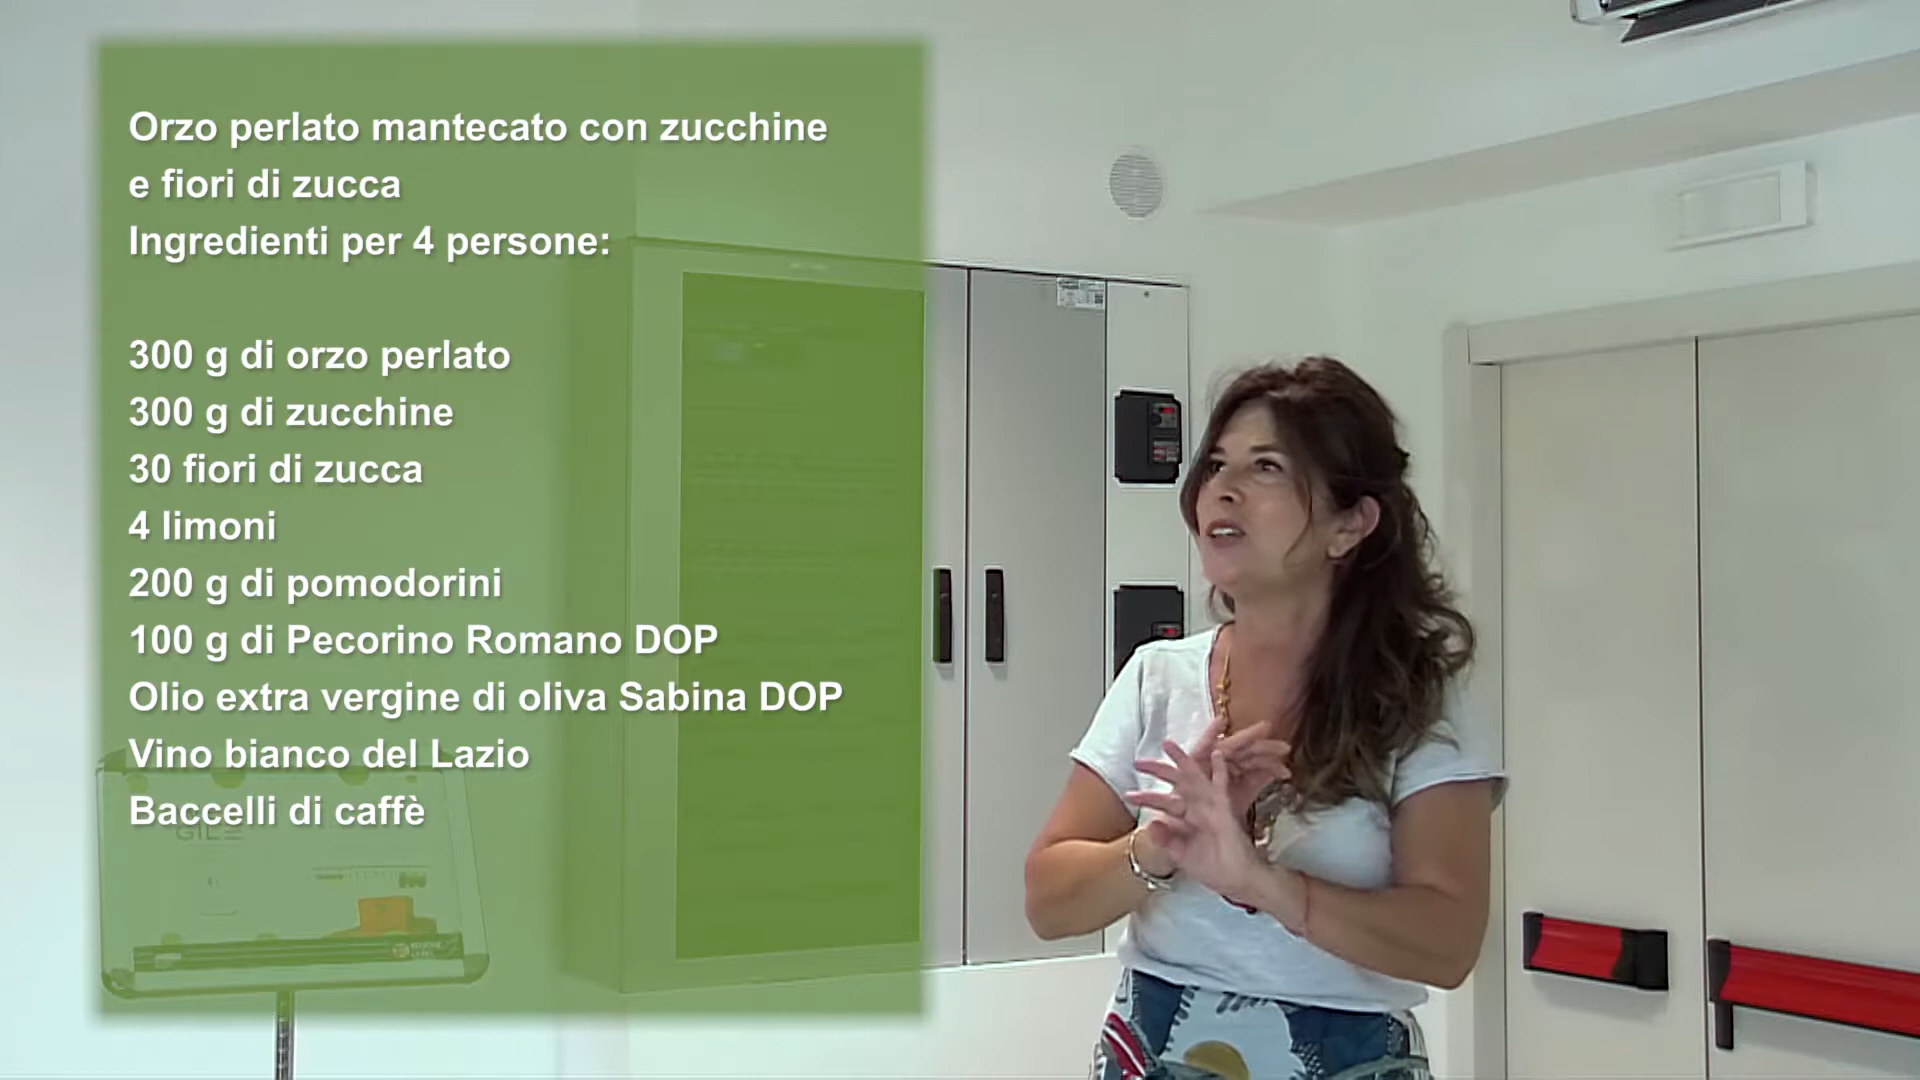 Orzo perlato mantecato con zucchine
e fiori di zucca
Ingredienti per 4 persone:
300 g di orzo perlato
300 g di zucchine
30 fiori di zucca
4 limoni
200 g di pomodorini
100 g di Pecorino Romano DOP
Olio extra vergine di oliva Sabina DOP
Vino bianco del Lazio
Baccelli di caffè